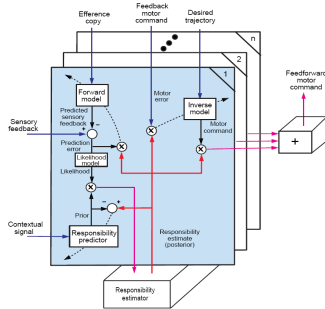 Efference
copy
Feedback
motor
command
Desired
trajectory
n
2
1
Feedforward
motor
command
Forward
model
Motor
error
Inverse
model
Predicted
sensory
feedback
−
+
Sensory
feedback
Motor
command
Prediction
error
+
Likelihood
model
Likelihood
Prior
− +
Contextual
signal
Responsibility
predictor
Responsibility
estimate
(posterior)
Responsibility
estimator